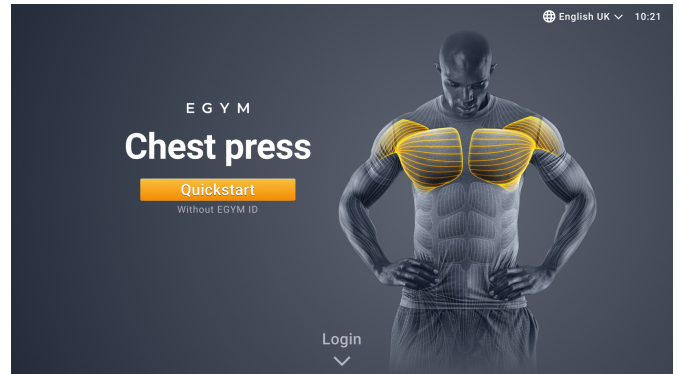 English UK 10:21
EGYM
Chest press
Quickstart
Without EGYM ID
Login